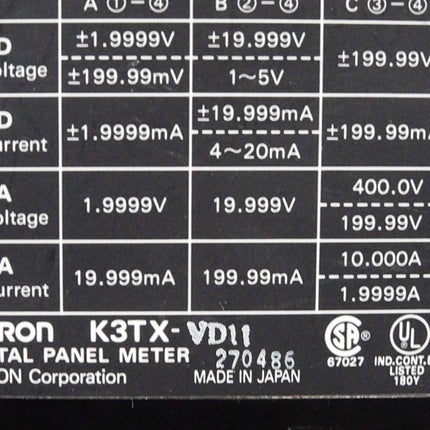 A ①–④ B ②–④ C ③–④
D ±1.9999V ±19.999V ±199.99V
oltage ±199.99mV 1~5V
D ±1.9999mA ±19.999mA ±199.99mA
urrent 4~20mA
A 1.9999V 19.999V 400.0V
oltage 199.99V
A 19.999mA 199.99mA 10.000A
urrent 1.9999A
RON K3TX-VD11
TAL PANEL METER 270486
ON Corporation MADE IN JAPAN
SA ® 67027
UL IND.CONT.E
LISTED
180Y